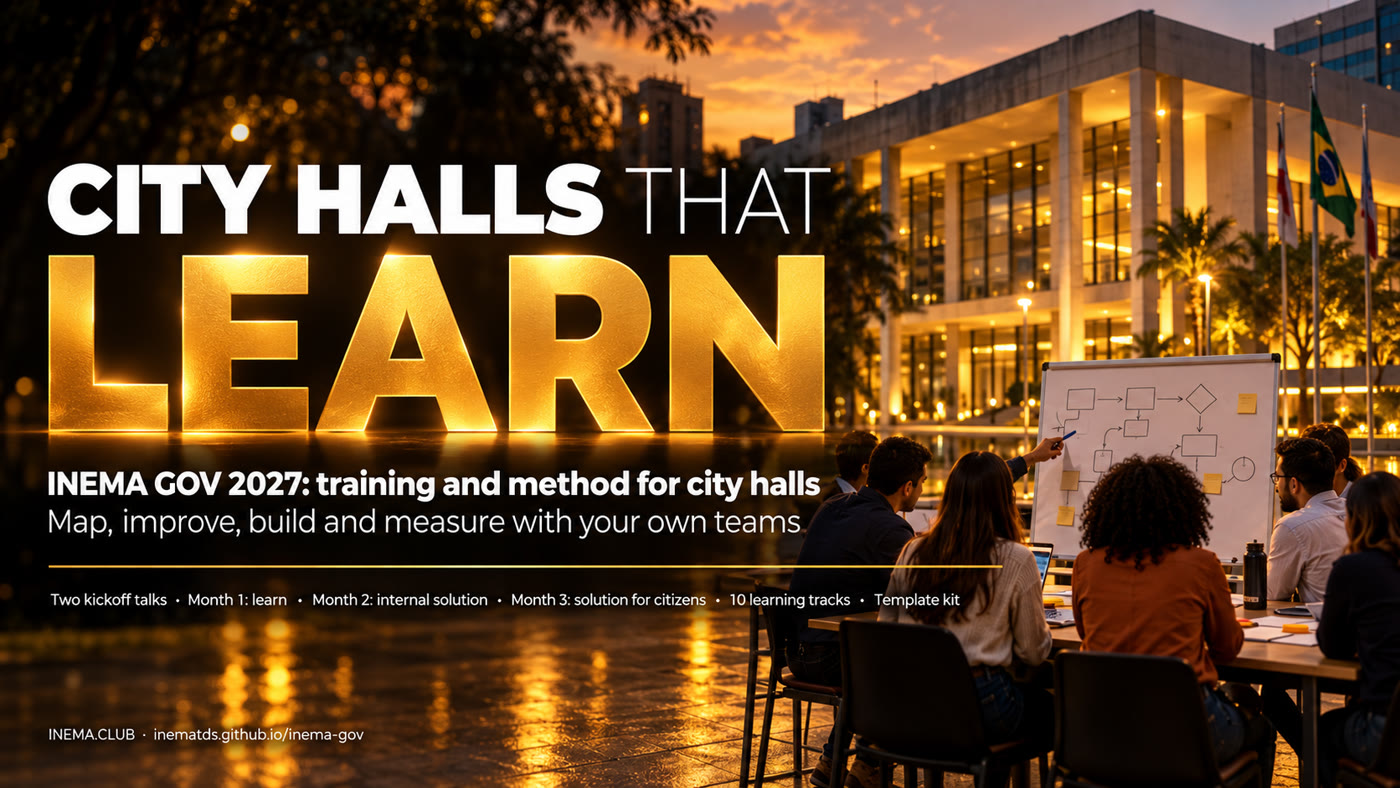 CITY HALLS THAT
LEARN
INEMA GOV 2027: training and method for city halls
Map, improve, build and measure with your own teams
Two kickoff talks • Month 1: learn • Month 2: internal solution • Month 3: solution for citizens • 10 learning tracks • Template kit
INEMA.CLUB · inematds.github.io/inema-gov